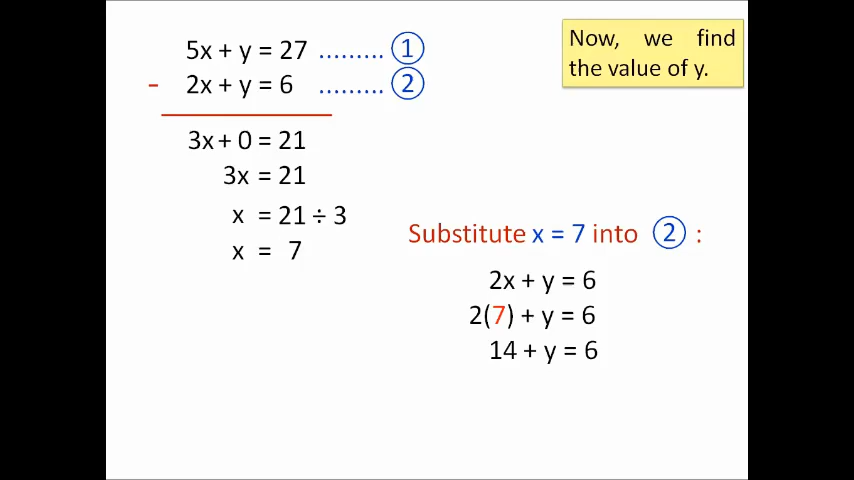 5x + y = 27 ......... ①
- 2x + y = 6 ......... ②
3x + 0 = 21
3x = 21
x = 21 ÷ 3
x = 7
Now, we find
the value of y.
Substitute x = 7 into ② :
2x + y = 6
2(7) + y = 6
14 + y = 6